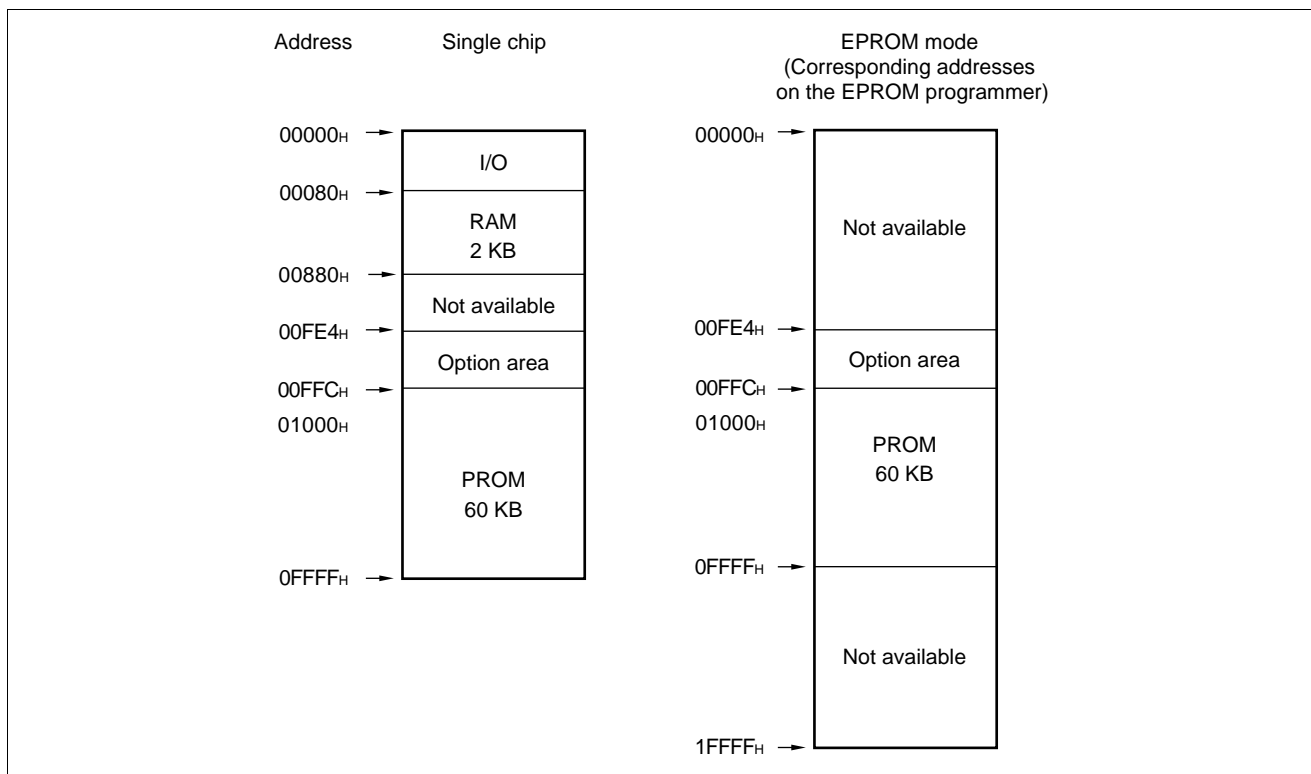 Address
Single chip
00000H
I/O
00080H
RAM
2 KB
00880H
Not available
00FE4H
Option area
00FFCH
01000H
PROM
60 KB
0FFFFH
EPROM mode
(Corresponding addresses
on the EPROM programmer)
00000H
Not available
00FE4H
Option area
00FFCH
01000H
PROM
60 KB
0FFFFH
Not available
1FFFFH